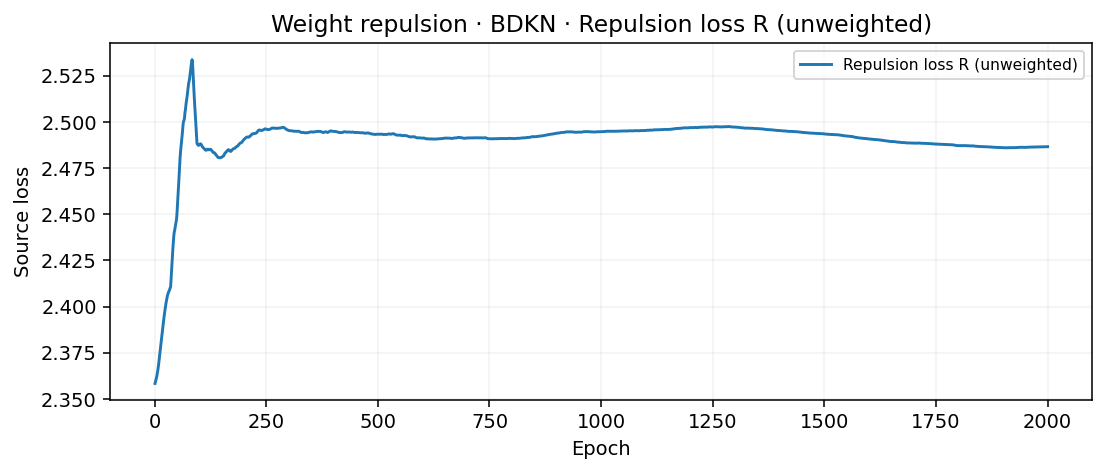 Weight repulsion · BDKN · Repulsion loss R (unweighted)
Repulsion loss R (unweighted)
Source loss
2.525
2.500
2.475
2.450
2.425
2.400
2.375
2.350
0 250 500 750 1000 1250 1500 1750 2000
Epoch